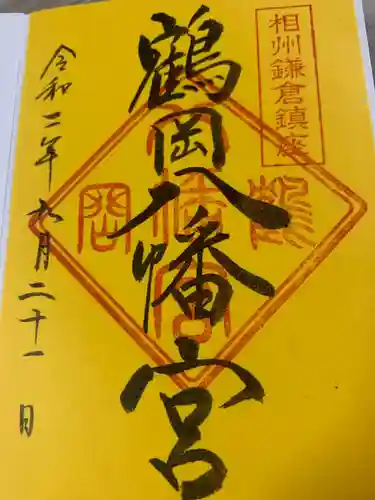 相州鎌倉鎮座
鶴岡八幡宮
令和二年六月二十一日